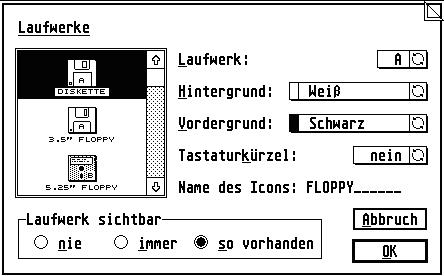 Laufwerke
A
DISKETTE
A
3.5" FLOPPY
5.25" FLOPPY
Laufwerk: A
Hintergrund: Weiß
Vordergrund: Schwarz
Tastaturkürzel: nein
Name des Icons: FLOPPY______
Laufwerk sichtbar
nie immer so vorhanden
Abbruch
OK